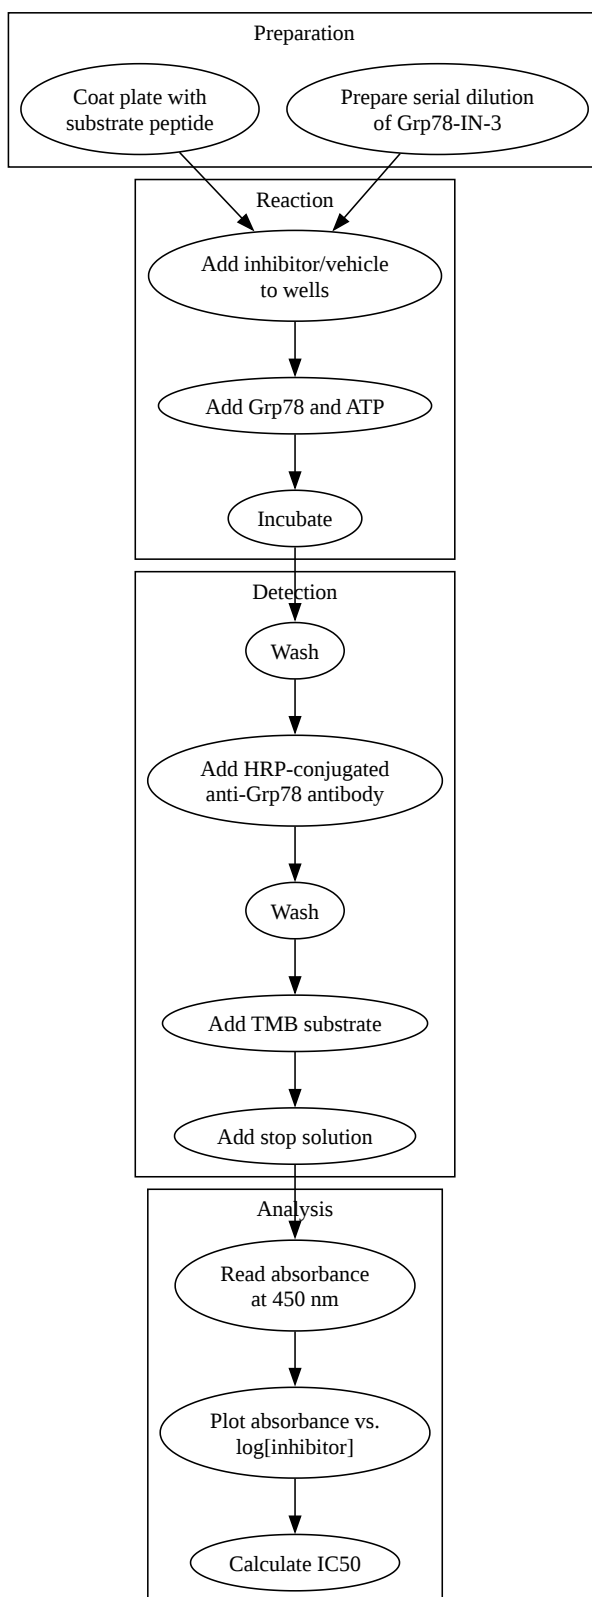 Preparation
Coat plate with
substrate peptide
Prepare serial dilution
of Grp78-IN-3
Reaction
Add inhibitor/vehicle
to wells
Add Grp78 and ATP
Incubate
Detection
Wash
Add HRP-conjugated
anti-Grp78 antibody
Wash
Add TMB substrate
Add stop solution
Analysis
Read absorbance
at 450 nm
Plot absorbance vs.
log[inhibitor]
Calculate IC50